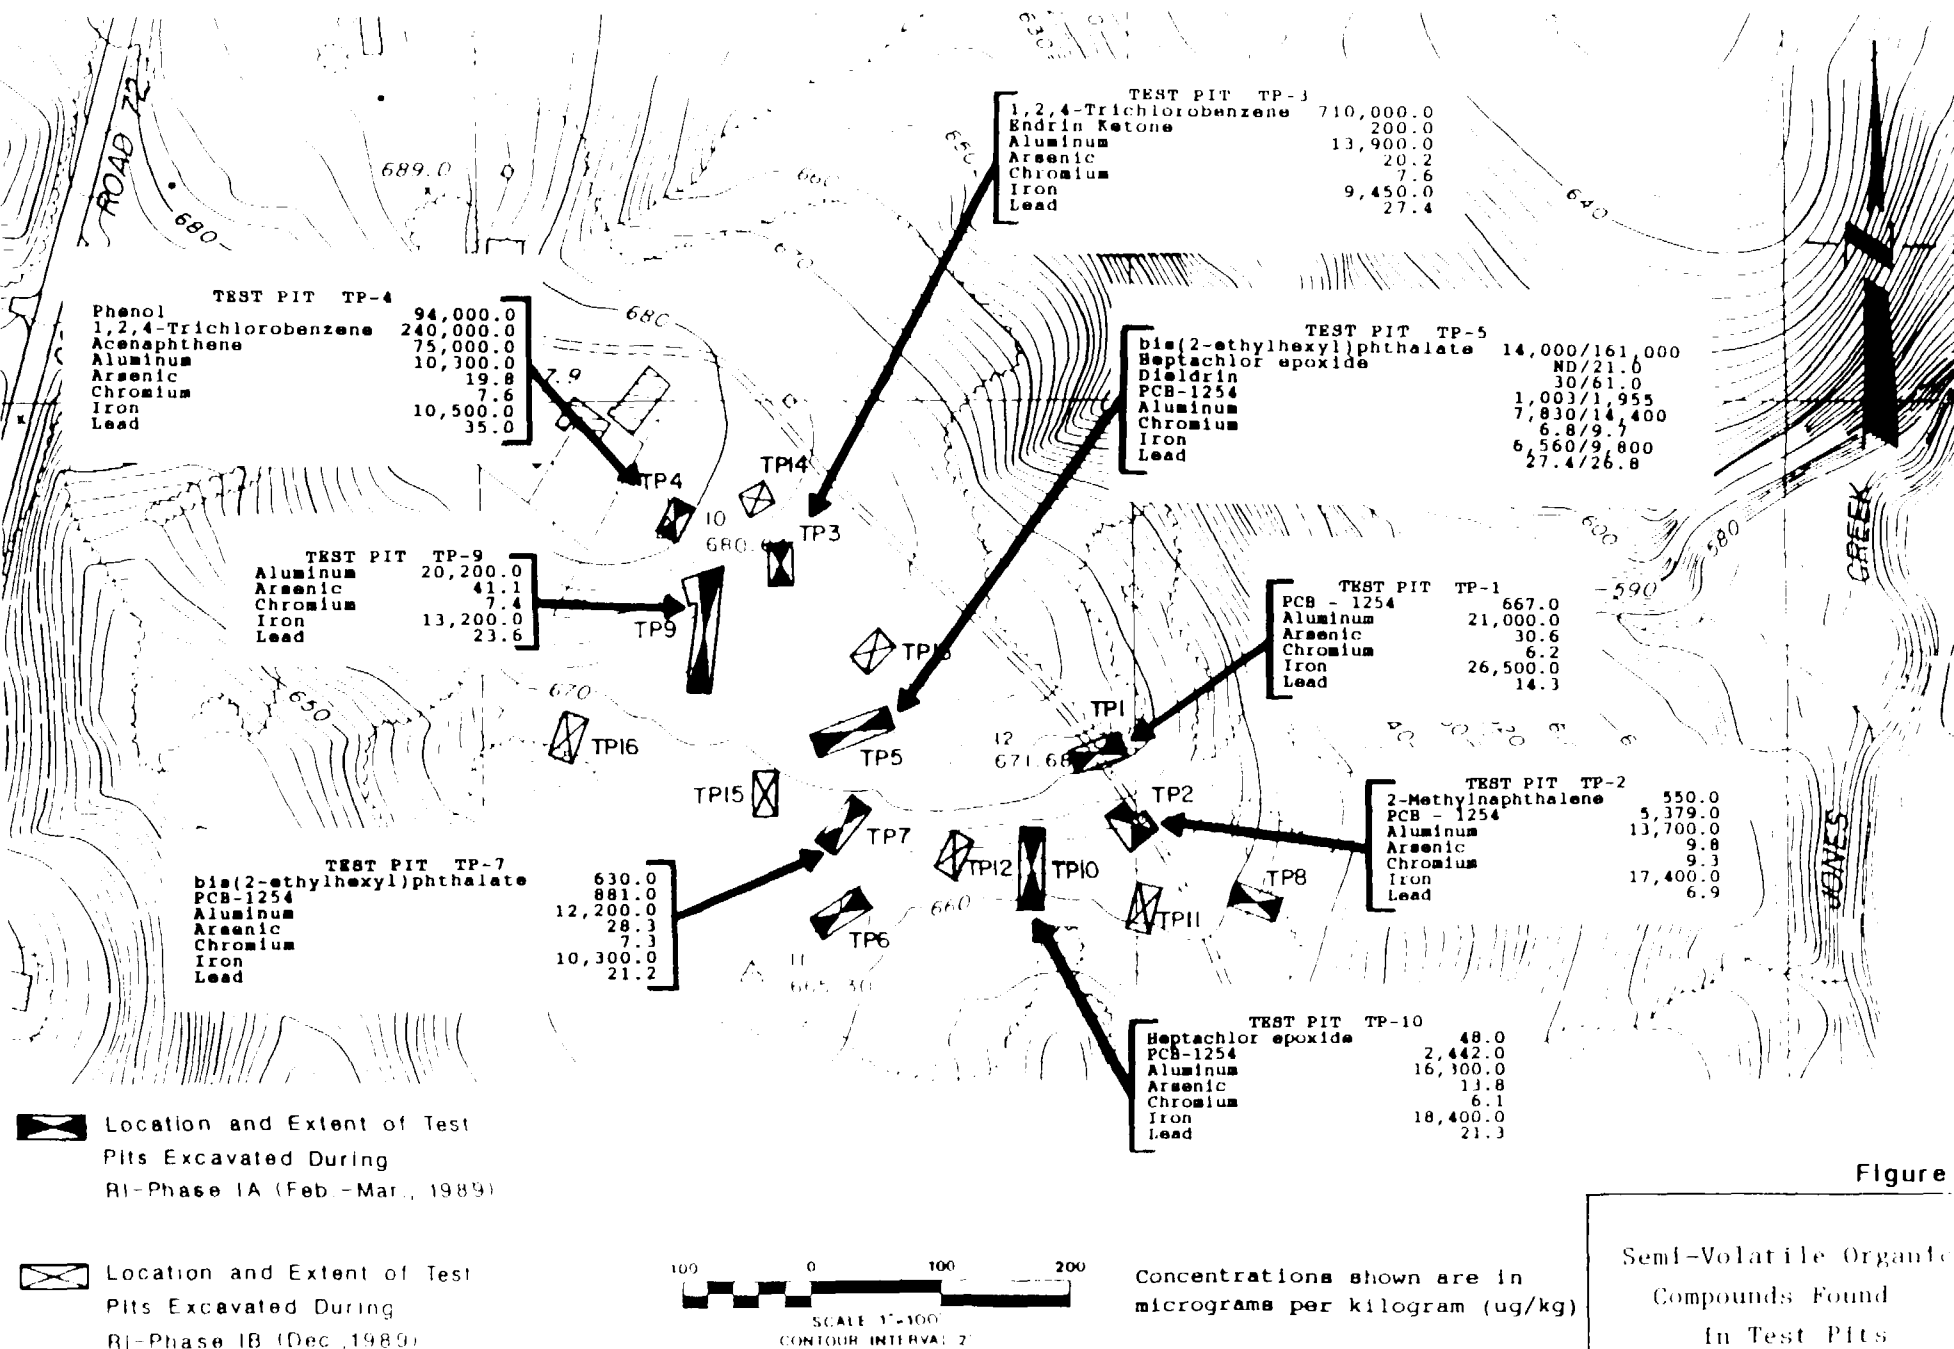 ROAD 72
689.0
680
680
670
660
650
630
640
TEST PIT TP-3
1,2,4-Trichlorobenzene 710,000.0
Endrin Ketone 200.0
Aluminum 13,900.0
Arsenic 20.2
Chromium 7.6
Iron 9,450.0
Lead 27.4
TEST PIT TP-4
Phenol 94,000.0
1,2,4-Trichlorobenzene 240,000.0
Acenaphthene 75,000.0
Aluminum 10,300.0
Arsenic 19.8
Chromium 7.6
Iron 10,500.0
Lead 35.0
7.9
TEST PIT TP-5
bis(2-ethylhexyl)phthalate 14,000/161,000
Heptachlor epoxide ND/21.0
Dieldrin 30/61.0
PCB-1254 1,003/1,955
Aluminum 7,830/14,400
Chromium 6.8/9.7
Iron 6,560/9,800
Lead 27.4/26.8
TP4
TP14
10
680.
TP3
600
580
CREEK
TEST PIT TP-9
Aluminum 20,200.0
Arsenic 41.1
Chromium 7.4
Iron 13,200.0
Lead 23.6
TP9
TEST PIT TP-1
PCB - 1254 667.0
Aluminum 21,000.0
Arsenic 30.6
Chromium 6.2
Iron 26,500.0
Lead 14.3
590
670
650
TP16
TP5
12
671.68
TP1
TP15
TP2
TP7
TEST PIT TP-2
2-Methylnaphthalene 550.0
PCB - 1254 5,379.0
Aluminum 13,700.0
Arsenic 9.8
Chromium 9.3
Iron 17,400.0
Lead 6.9
JONES
TP12
TP10
TP8
TP11
660
TP6
11
665.30
TEST PIT TP-7
bis(2-ethylhexyl)phthalate 630.0
PCB-1254 881.0
Aluminum 12,200.0
Arsenic 28.3
Chromium 7.3
Iron 10,300.0
Lead 21.2
TEST PIT TP-10
Heptachlor epoxide 48.0
PCB-1254 2,442.0
Aluminum 16,300.0
Arsenic 13.8
Chromium 6.1
Iron 18,400.0
Lead 21.3
Location and Extent of Test
Pits Excavated During
RI-Phase IA (Feb.-Mar., 1989)
Location and Extent of Test
Pits Excavated During
RI-Phase IB (Dec.,1989)
100 0 100 200
SCALE 1"=100'
CONTOUR INTERVAL 2'
Concentrations shown are in
micrograms per kilogram (ug/kg)
Figure
Semi-Volatile Organic
Compounds Found
in Test Pits